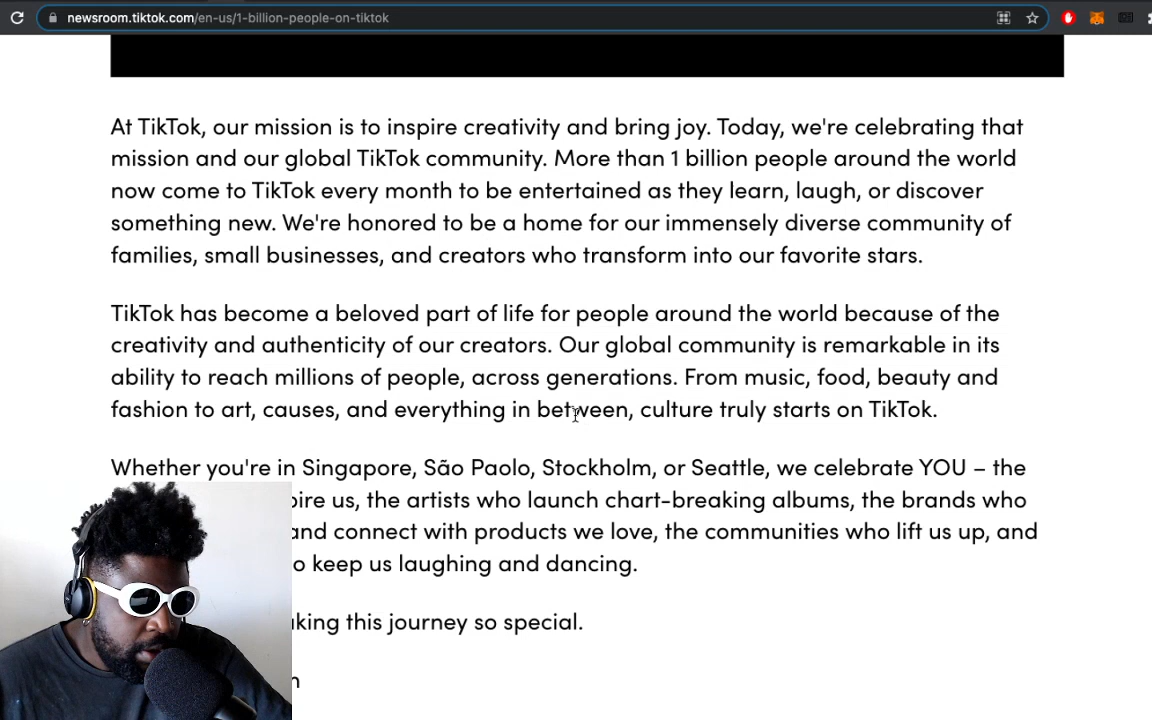 newsroom.tiktok.com/en-us/1-billion-people-on-tiktok
At TikTok, our mission is to inspire creativity and bring joy. Today, we're celebrating that
mission and our global TikTok community. More than 1 billion people around the world
now come to TikTok every month to be entertained as they learn, laugh, or discover
something new. We're honored to be a home for our immensely diverse community of
families, small businesses, and creators who transform into our favorite stars.
TikTok has become a beloved part of life for people around the world because of the
creativity and authenticity of our creators. Our global community is remarkable in its
ability to reach millions of people, across generations. From music, food, beauty and
fashion to art, causes, and everything in between, culture truly starts on TikTok.
Whether you're in Singapore, São Paolo, Stockholm, or Seattle, we celebrate YOU – the
us, the artists who launch chart-breaking albums, the brands who
and connect with products we love, the communities who lift us up, and
keep us laughing and dancing.
this journey so special.